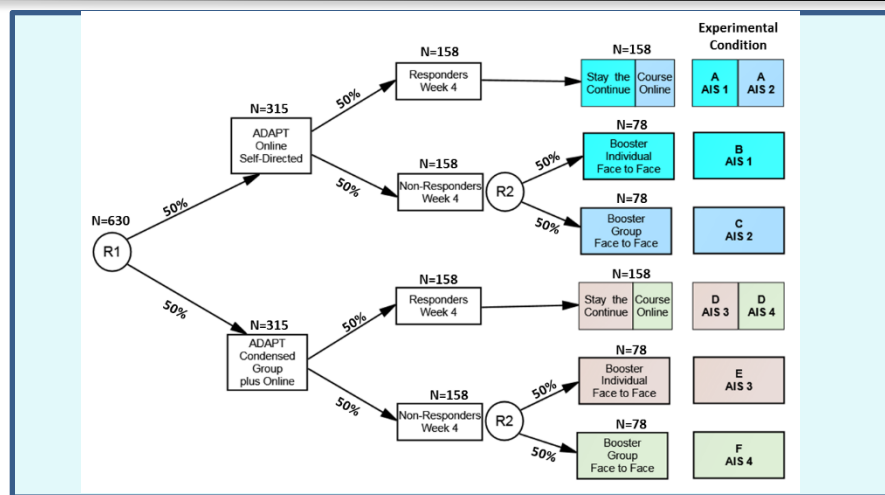 Experimental
Condition
N=158
N=158
Responders
Week 4
50%
Stay the
Continue
Course
Online
A
AIS 1
A
AIS 2
N=315
ADAPT
Online
Self-Directed
50%
N=158
Non-Responders
Week 4
R2
50%
N=78
Booster
Individual
Face to Face
B
AIS 1
50%
N=78
Booster
Group
Face to Face
C
AIS 2
N=630
R1
50%
50%
N=315
ADAPT
Condensed
Group
plus Online
50%
N=158
Responders
Week 4
N=158
Stay the
Continue
Course
Online
D
AIS 3
D
AIS 4
50%
N=158
Non-Responders
Week 4
R2
50%
N=78
Booster
Individual
Face to Face
E
AIS 3
50%
N=78
Booster
Group
Face to Face
F
AIS 4